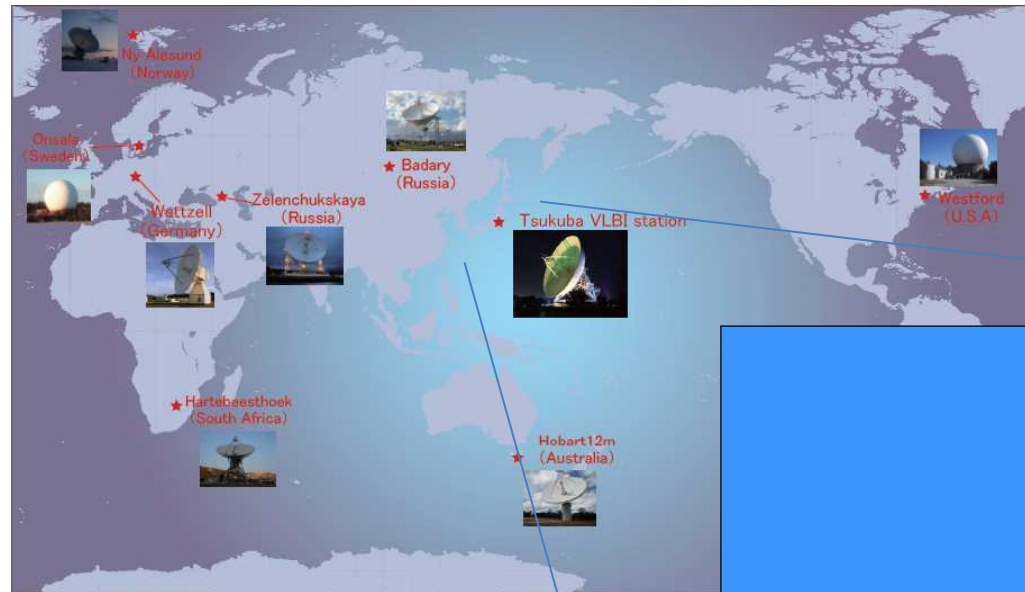 Ny Alesund
(Norway)
Onsala
(Sweden)
Wettzell
(Germany)
Zelenchukskaya
(Russia)
Badary
(Russia)
Tsukuba VLBI station
Westford
(U.S.A)
Hartebeesthoek
(South Africa)
Hobart12m
(Australia)